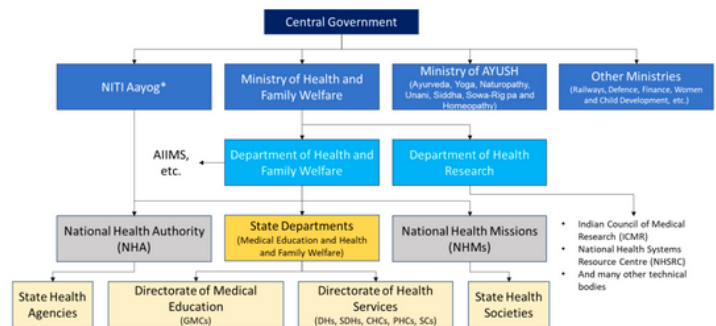 Central Government
NITI Aayog*
Ministry of Health and
Family Welfare
Ministry of AYUSH
(Ayurveda, Yoga, Naturopathy,
Unani, Siddha, Sowa-Rig pa and
Homeopathy)
Other Ministries
(Railways, Defence, Finance, Women
and Child Development, etc.)
AIIMS,
etc.
Department of Health and
Family Welfare
Department of Health
Research
National Health Authority
(NHA)
State Departments
(Medical Education and Health
and Family Welfare)
National Health Missions
(NHMs)
• Indian Council of Medical
Research (ICMR)
• National Health Systems
Resource Centre (NHSRC)
• And many other technical
bodies
State Health
Agencies
Directorate of Medical
Education
(GMCs)
Directorate of Health
Services
(DHs, SDHs, CHCs, PHCs, SCs)
State Health
Societies